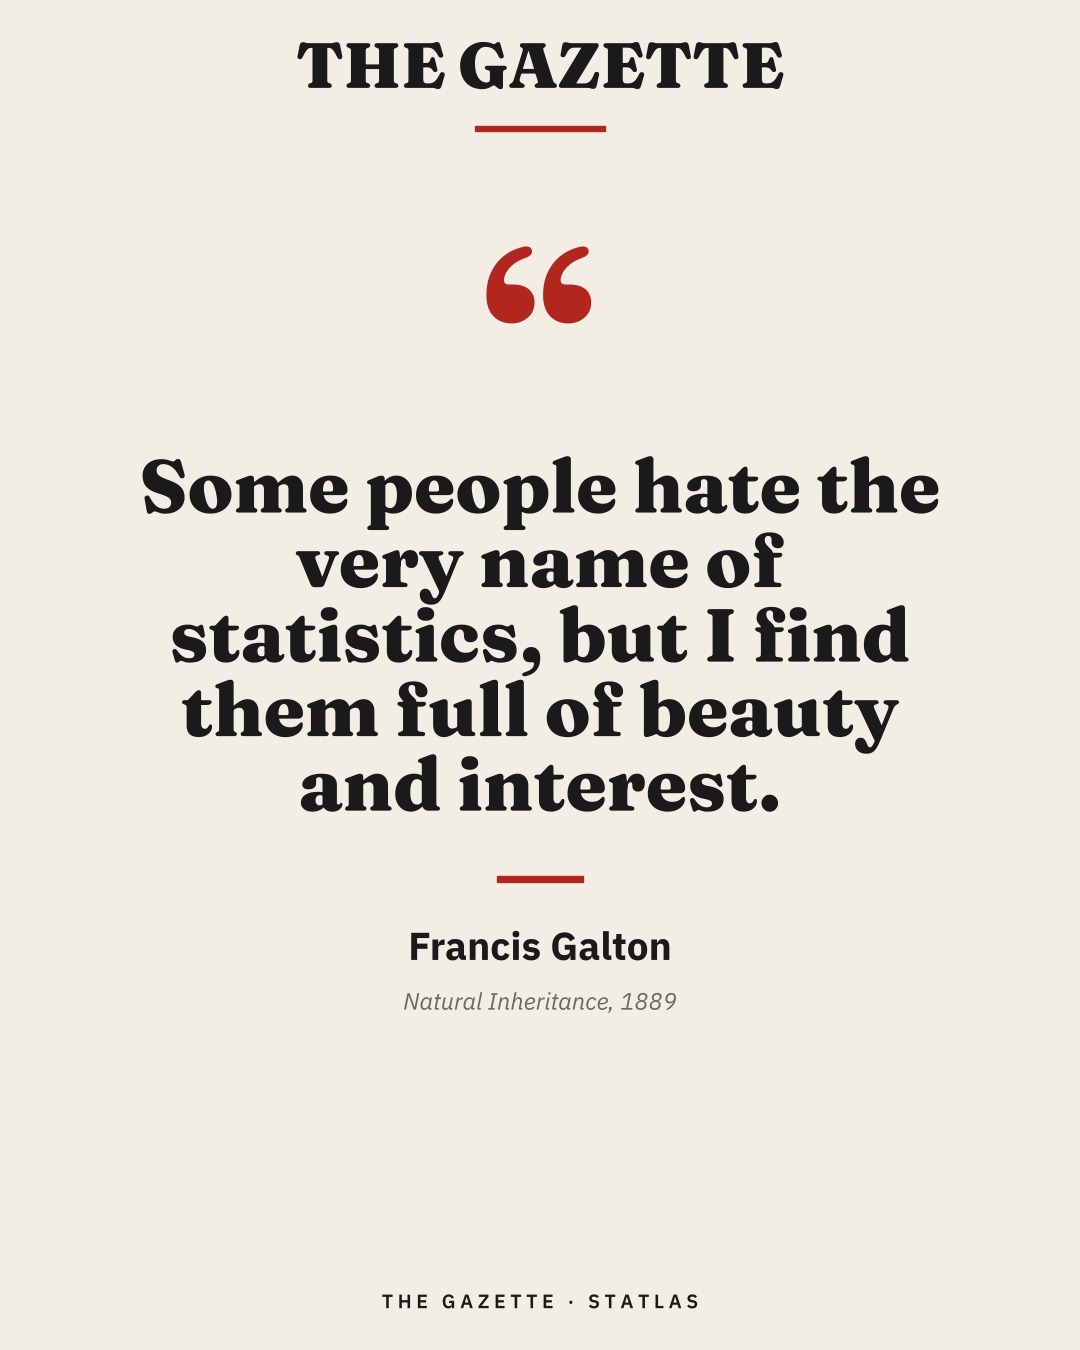 THE GAZETTE
“
Some people hate the
very name of
statistics, but I find
them full of beauty
and interest.
Francis Galton
Natural Inheritance, 1889
THE GAZETTE · STATLAS